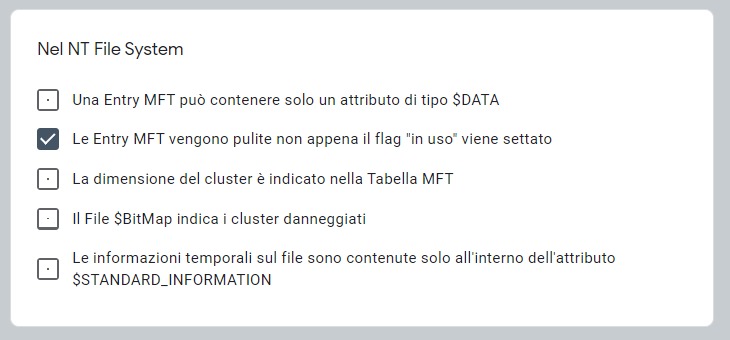 Nel NT File System
Una Entry MFT può contenere solo un attributo di tipo $DATA
Le Entry MFT vengono pulite non appena il flag "in uso" viene settato
La dimensione del cluster è indicato nella Tabella MFT
Il File $BitMap indica i cluster danneggiati
Le informazioni temporali sul file sono contenute solo all'interno dell'attributo
$STANDARD_INFORMATION